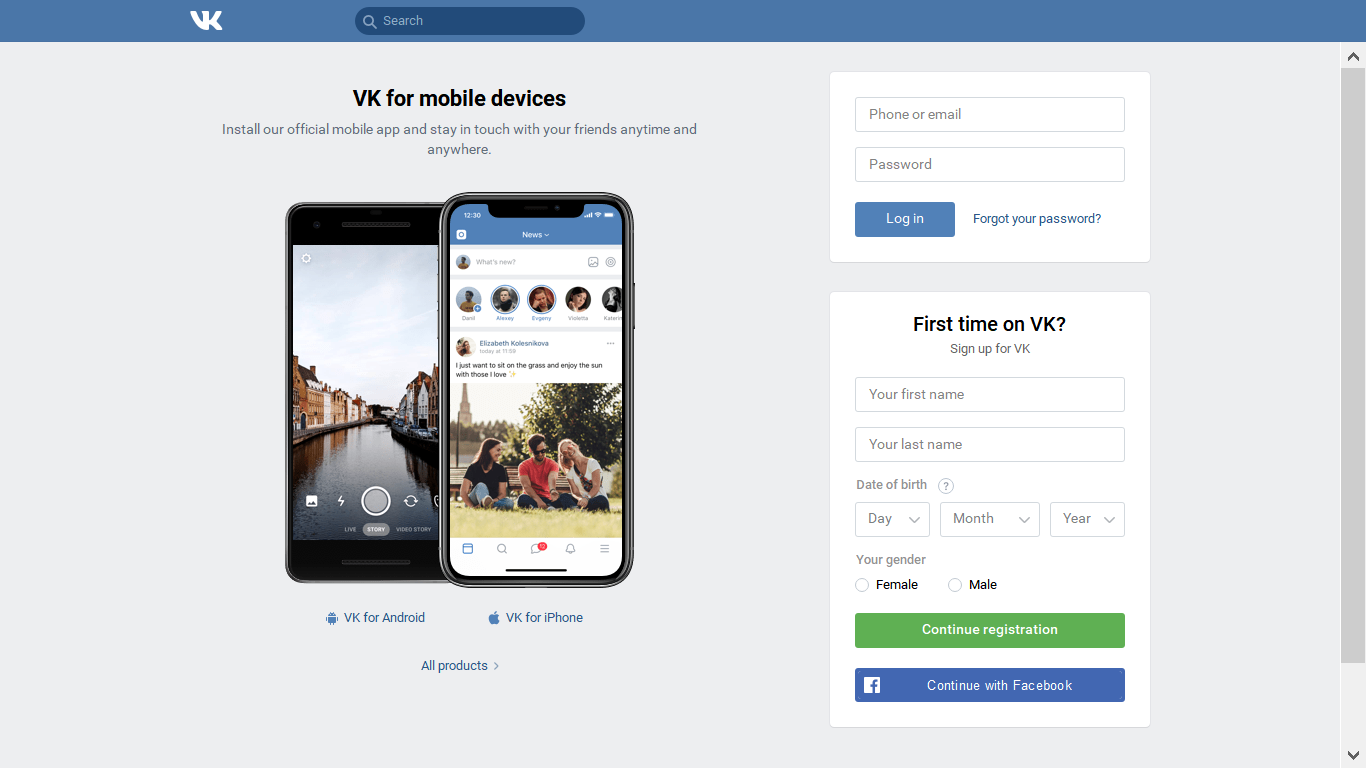 VK
Search
VK for mobile devices
Install our official mobile app and stay in touch with your friends anytime and
anywhere.
12:30
News
What's new?
Danil
Alexey
Evgeny
Violetta
Katerin
Elizabeth Kolesnikova
today at 11:59
I just want to sit on the grass and enjoy the sun
with those I love
LIVE
STORY
VIDEO STORY
12
VK for Android
VK for iPhone
All products
Phone or email
Password
Log in
Forgot your password?
First time on VK?
Sign up for VK
Your first name
Your last name
Date of birth ?
Day
Month
Year
Your gender
Female
Male
Continue registration
Continue with Facebook